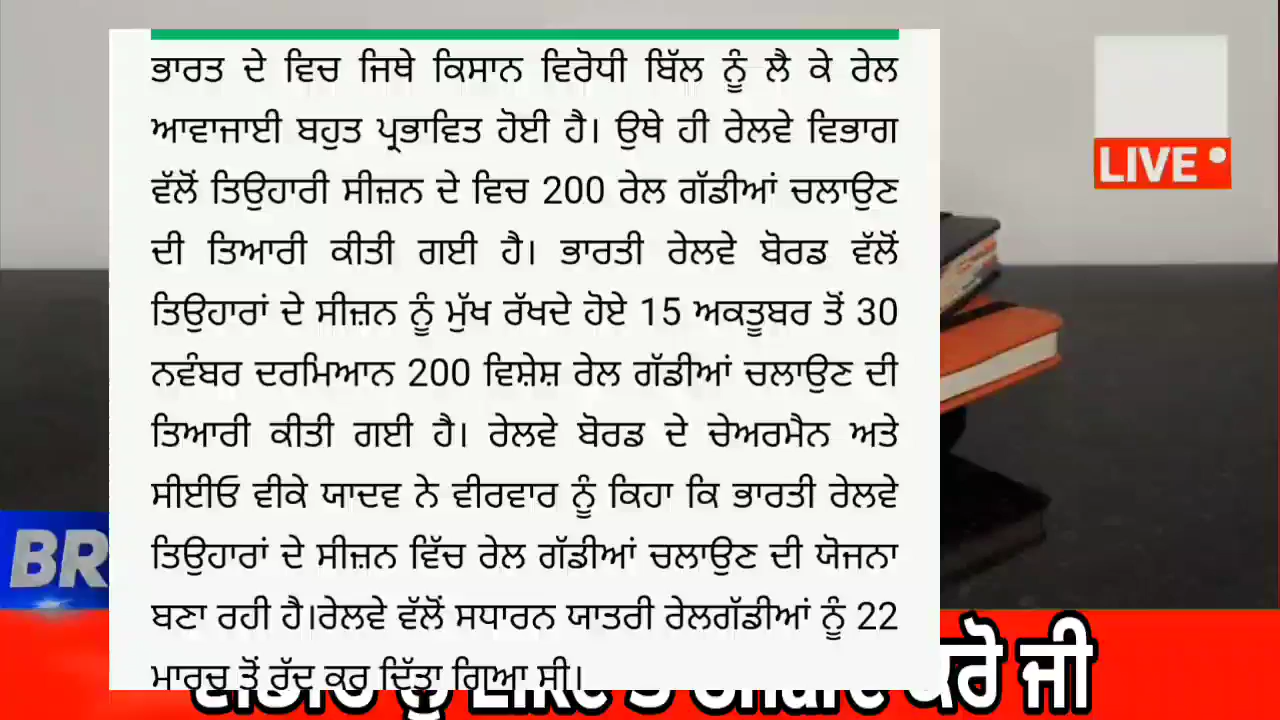 ਭਾਰਤ ਦੇ ਵਿਚ ਜਿਥੇ ਕਿਸਾਨ ਵਿਰੋਧੀ ਬਿੱਲ ਨੂੰ ਲੈ ਕੇ ਰੇਲ
ਆਵਾਜਾਈ ਬਹੁਤ ਪ੍ਰਭਾਵਿਤ ਹੋਈ ਹੈ। ਉਥੇ ਹੀ ਰੇਲਵੇ ਵਿਭਾਗ
ਵੱਲੋਂ ਤਿਉਹਾਰੀ ਸੀਜ਼ਨ ਦੇ ਵਿਚ 200 ਰੇਲ ਗੱਡੀਆਂ ਚਲਾਉਣ
ਦੀ ਤਿਆਰੀ ਕੀਤੀ ਗਈ ਹੈ। ਭਾਰਤੀ ਰੇਲਵੇ ਬੋਰਡ ਵੱਲੋਂ
ਤਿਉਹਾਰਾਂ ਦੇ ਸੀਜ਼ਨ ਨੂੰ ਮੁੱਖ ਰੱਖਦੇ ਹੋਏ 15 ਅਕਤੂਬਰ ਤੋਂ 30
ਨਵੰਬਰ ਦਰਮਿਆਨ 200 ਵਿਸ਼ੇਸ਼ ਰੇਲ ਗੱਡੀਆਂ ਚਲਾਉਣ ਦੀ
ਤਿਆਰੀ ਕੀਤੀ ਗਈ ਹੈ। ਰੇਲਵੇ ਬੋਰਡ ਦੇ ਚੇਅਰਮੈਨ ਅਤੇ
ਸੀਈਓ ਵੀਕੇ ਯਾਦਵ ਨੇ ਵੀਰਵਾਰ ਨੂੰ ਕਿਹਾ ਕਿ ਭਾਰਤੀ ਰੇਲਵੇ
ਤਿਉਹਾਰਾਂ ਦੇ ਸੀਜ਼ਨ ਵਿੱਚ ਰੇਲ ਗੱਡੀਆਂ ਚਲਾਉਣ ਦੀ ਯੋਜਨਾ
ਬਣਾ ਰਹੀ ਹੈ।ਰੇਲਵੇ ਵੱਲੋਂ ਸਧਾਰਨ ਯਾਤਰੀ ਰੇਲਗੱਡੀਆਂ ਨੂੰ 22
ਮਾਰਚ ਤੋਂ ਰੱਦ ਕਰ ਦਿੱਤਾ ਗਿਆ ਸੀ।
LIVE
BR
ਕਰੋ ਜੀ